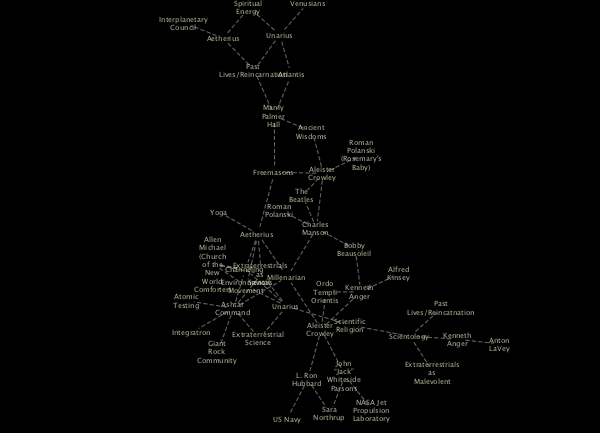 Spiritual
Energy
Venusians
Interplanetary
Council
Aetherius
Unarius
Past
Lives/Reincarnation
Atlantis
Manly
Palmer
Hall
Ancient
Wisdoms
Roman
Polanski
(Rosemary's
Baby)
Freemasons
Aleister
Crowley
The
Beatles
Roman
Polanski
Yoga
Charles
Manson
Aetherius
Allen
Michael
(Church
of the
New
World
Comforter)
Bobby
Beausoleil
Extraterrestrials
as
Channeling
Environmental
Movement
Millenarian
Alfred
Kinsey
Ordo
Templi
Orientis
Kenneth
Anger
Atomic
Testing
Ashtar
Command
Unarius
Past
Lives/Reincarnation
Integratron
Extraterrestrial
Science
Aleister
Crowley
Scientific
Religion
Scientology
Kenneth
Anger
Anton
LaVey
Giant
Rock
Community
Extraterrestrials
as
Malevolent
L. Ron
Hubbard
John
"Jack"
Whiteside
Parsons
US Navy
Sara
Northrup
NASA Jet
Propulsion
Laboratory